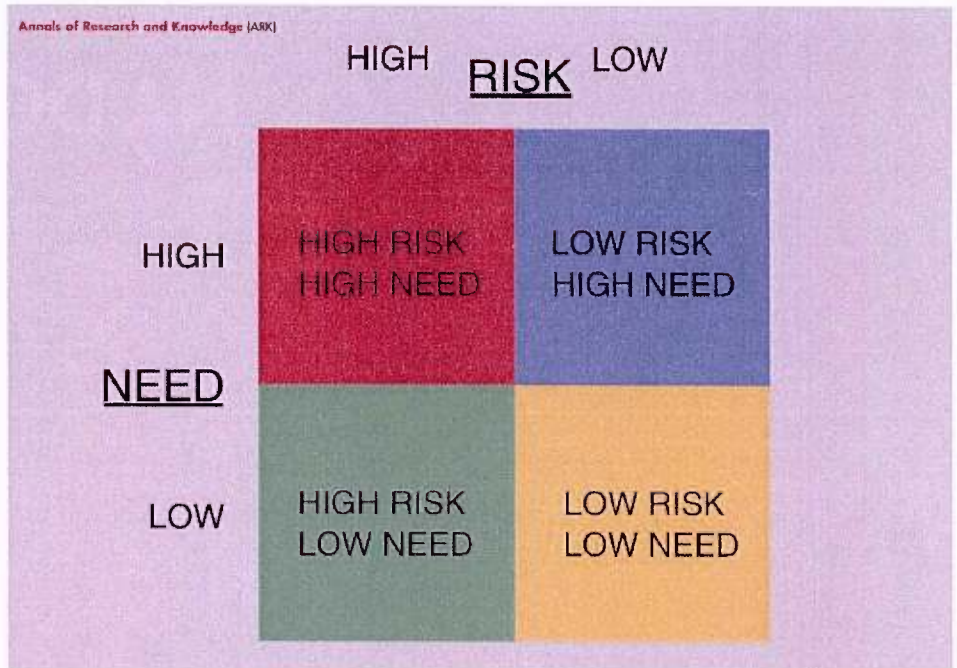 Annals of Research and Knowledge (ARK)
HIGH RISK LOW
HIGH
HIGH RISK
HIGH NEED
LOW RISK
HIGH NEED
NEED
LOW
HIGH RISK
LOW NEED
LOW RISK
LOW NEED